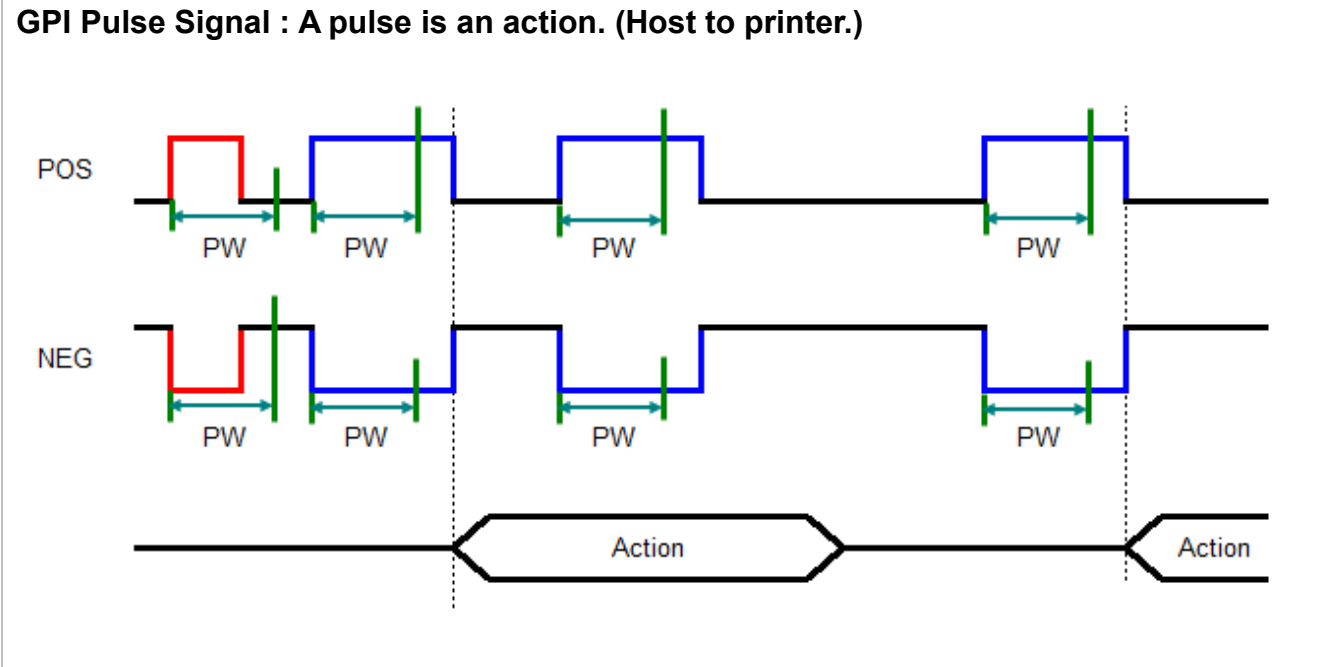 GPI Pulse Signal : A pulse is an action. (Host to printer.)
POS
PW PW PW PW
NEG
PW PW PW PW
Action Action